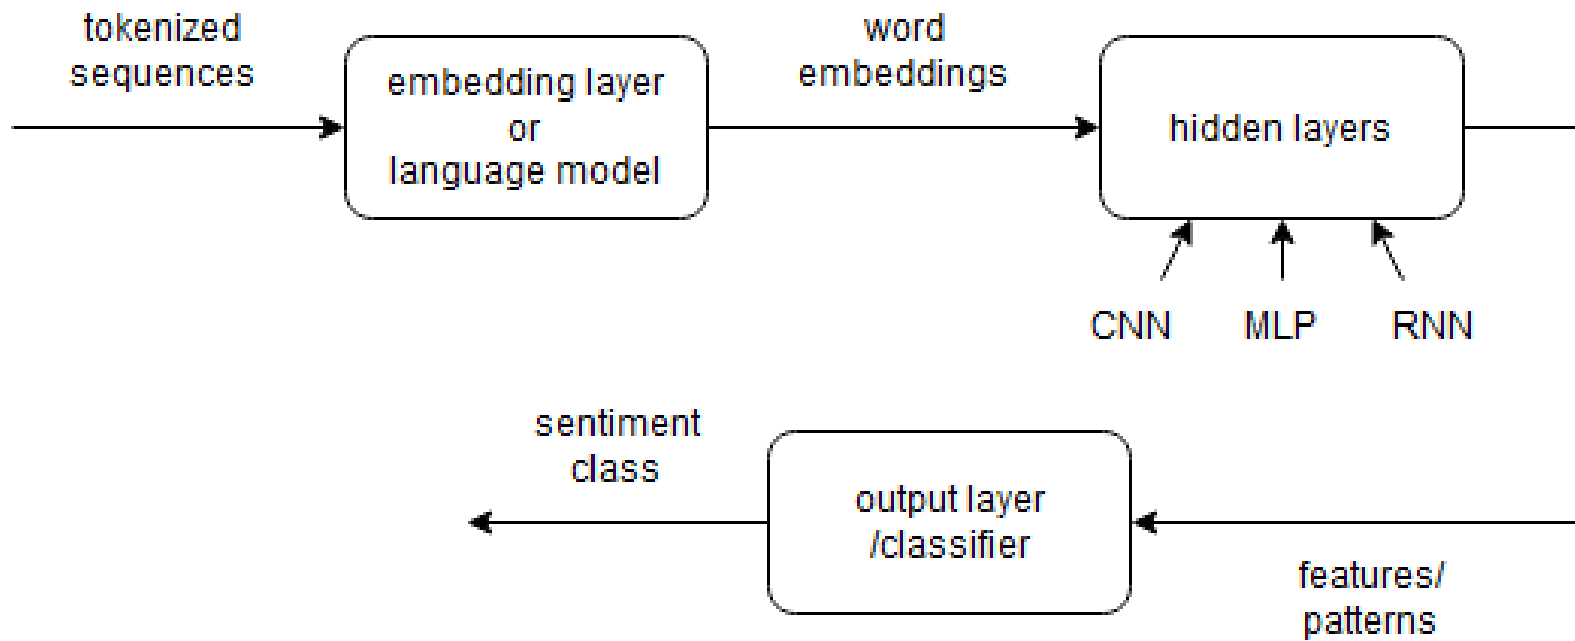 tokenized
sequences
embedding layer
or
language model
word
embeddings
hidden layers
CNN
MLP
RNN
sentiment
class
output layer
/classifier
features/
patterns